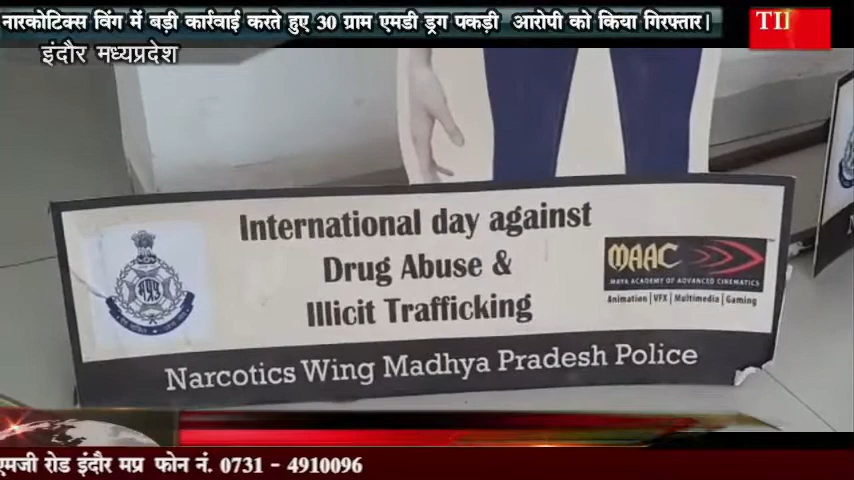 नारकोटिक्स विंग में बड़ी कार्रवाई करते हुए 30 ग्राम एमडी ड्रग पकड़ी आरोपी को किया गिरफ्तार|
इंदौर मध्यप्रदेश
International day against
Drug Abuse &
Illicit Trafficking
MAAC
MAYA ACADEMY OF ADVANCED CINEMATICS
Animation | VFX | Multimedia | Gaming
Narcotics Wing Madhya Pradesh Police
एमजी रोड इंदौर मप्र फोन नं. 0731 - 4910096